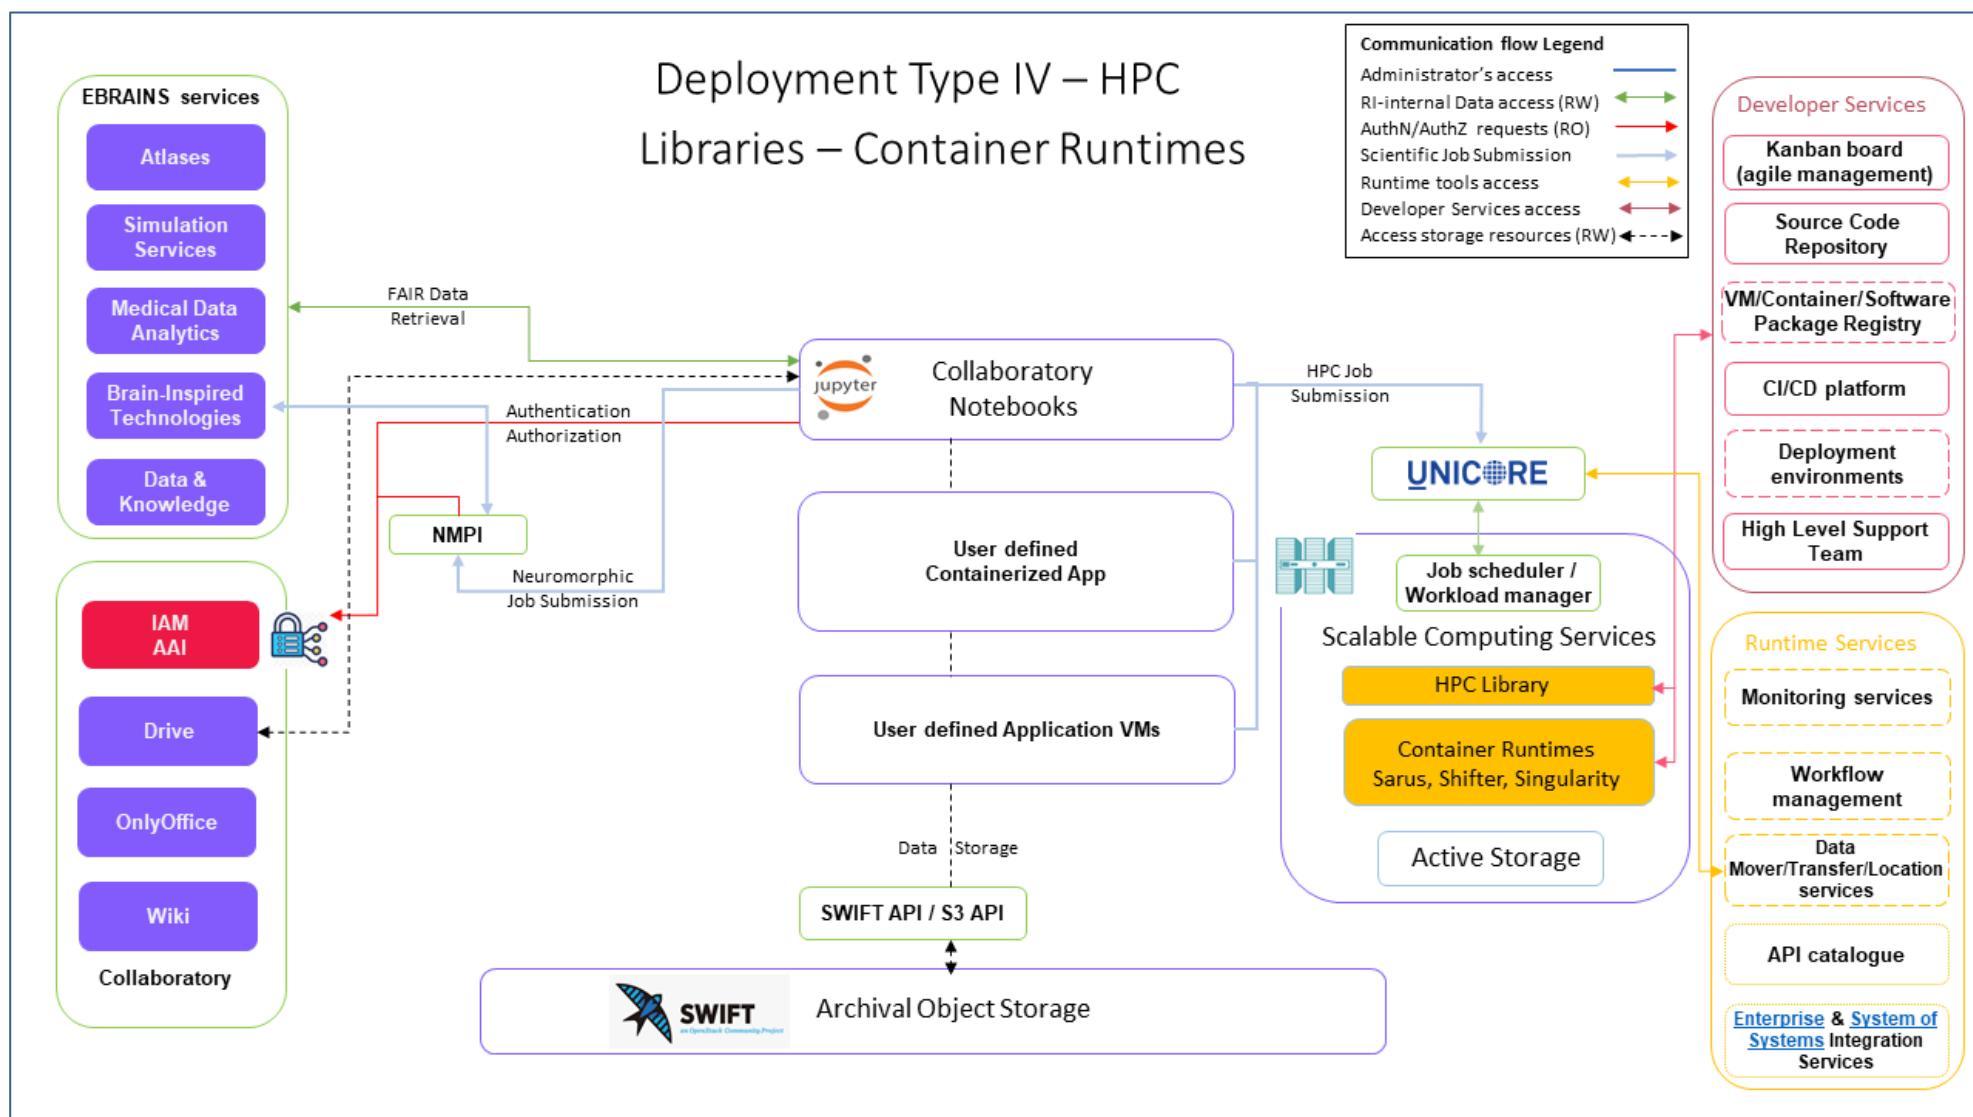 Deployment Type IV – HPC
Libraries – Container Runtimes
Communication flow Legend
Administrator's access
RI-internal Data access (RW)
AuthN/AuthZ requests (RO)
Scientific Job Submission
Runtime tools access
Developer Services access
Access storage resources (RW)
EBRAINS services
Atlases
Simulation
Services
Medical Data
Analytics
Brain-Inspired
Technologies
Data &
Knowledge
IAM
AAI
Drive
OnlyOffice
Wiki
Collaboratory
FAIR Data
Retrieval
Authentication
Authorization
NMPI
Neuromorphic
Job Submission
jupyter
Collaboratory
Notebooks
User defined
Containerized App
User defined Application VMs
Data Storage
SWIFT API / S3 API
SWIFT
an OpenStack Community Project
Archival Object Storage
HPC Job
Submission
UNICORE
Job scheduler /
Workload manager
Scalable Computing Services
HPC Library
Container Runtimes
Sarus, Shifter, Singularity
Active Storage
Developer Services
Kanban board
(agile management)
Source Code
Repository
VM/Container/Software
Package Registry
CI/CD platform
Deployment
environments
High Level Support
Team
Runtime Services
Monitoring services
Workflow
management
Data
Mover/Transfer/Location
services
API catalogue
Enterprise & System of
Systems Integration
Services